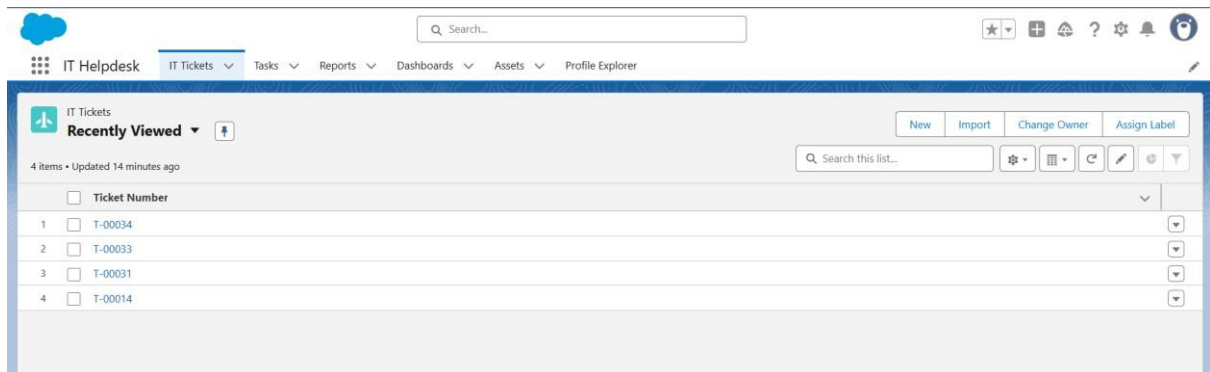 Search...
IT Helpdesk IT Tickets Tasks Reports Dashboards Assets Profile Explorer
IT Tickets
Recently Viewed
New Import Change Owner Assign Label
4 items • Updated 14 minutes ago
Search this list...
Ticket Number
1 T-00034
2 T-00033
3 T-00031
4 T-00014